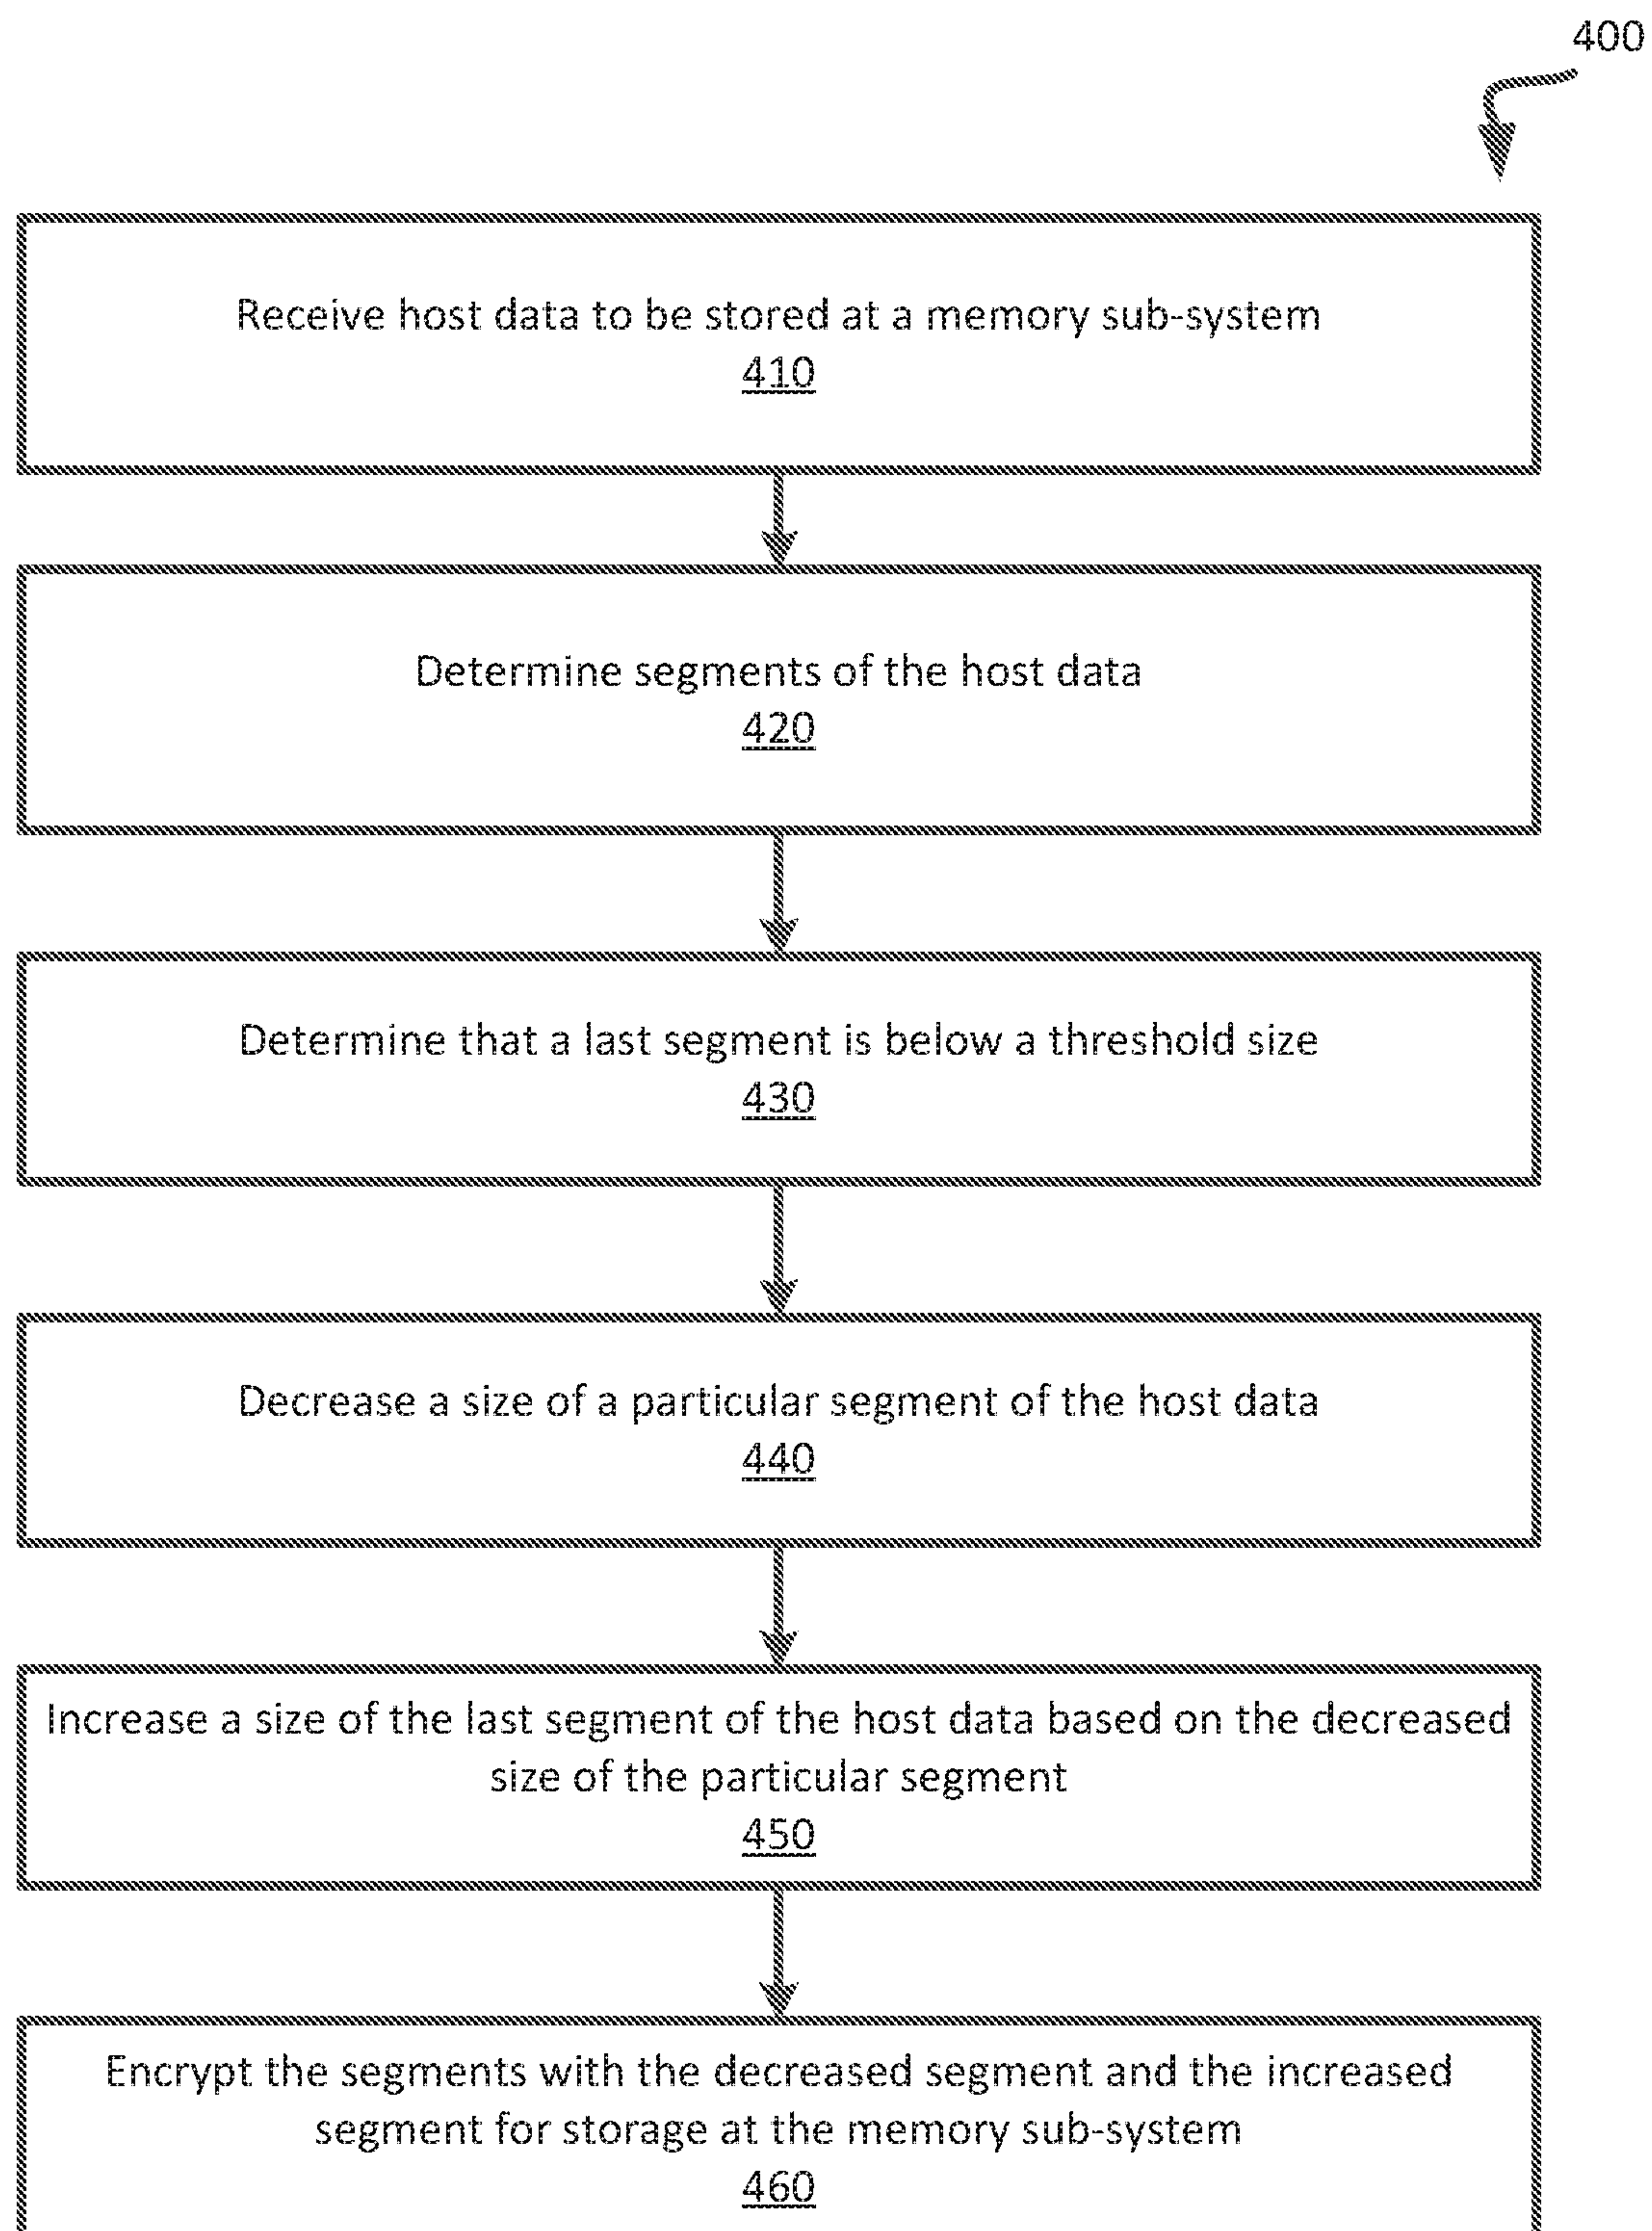 400
Receive host data to be stored at a memory sub-system
410
Determine segments of the host data
420
Determine that a last segment is below a threshold size
430
Decrease a size of a particular segment of the host data
440
Increase a size of the last segment of the host data based on the decreased
size of the particular segment
450
Encrypt the segments with the decreased segment and the increased
segment for storage at the memory sub-system
460